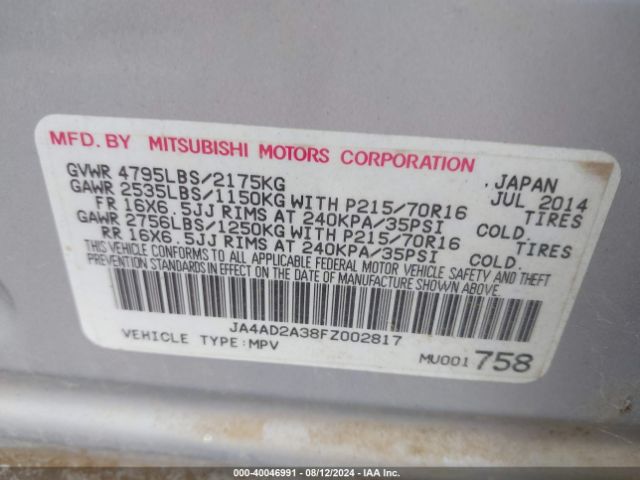 MFD. BY MITSUBISHI MOTORS CORPORATION
GVWR 4795LBS/2175KG , JAPAN
GAWR 2535LBS/1150KG WITH P215/70R16 JUL 2014
FR 16X6.5JJ RIMS AT 240KPA/35PSI COLD. TIRES
GAWR 2756LBS/1250KG WITH P215/70R16
RR 16X6.5JJ RIMS AT 240KPA/35PSI COLD. TIRES
THIS VEHICLE CONFORMS TO ALL APPLICABLE FEDERAL MOTOR VEHICLE SAFETY AND THEFT
PREVENTION STANDARDS IN EFFECT ON THE DATE OF MANUFACTURE SHOWN ABOVE.
JA4AD2A38FZ002817
VEHICLE TYPE:MPV MU001 758
000-40046991 - 08/12/2024 - IAA Inc.